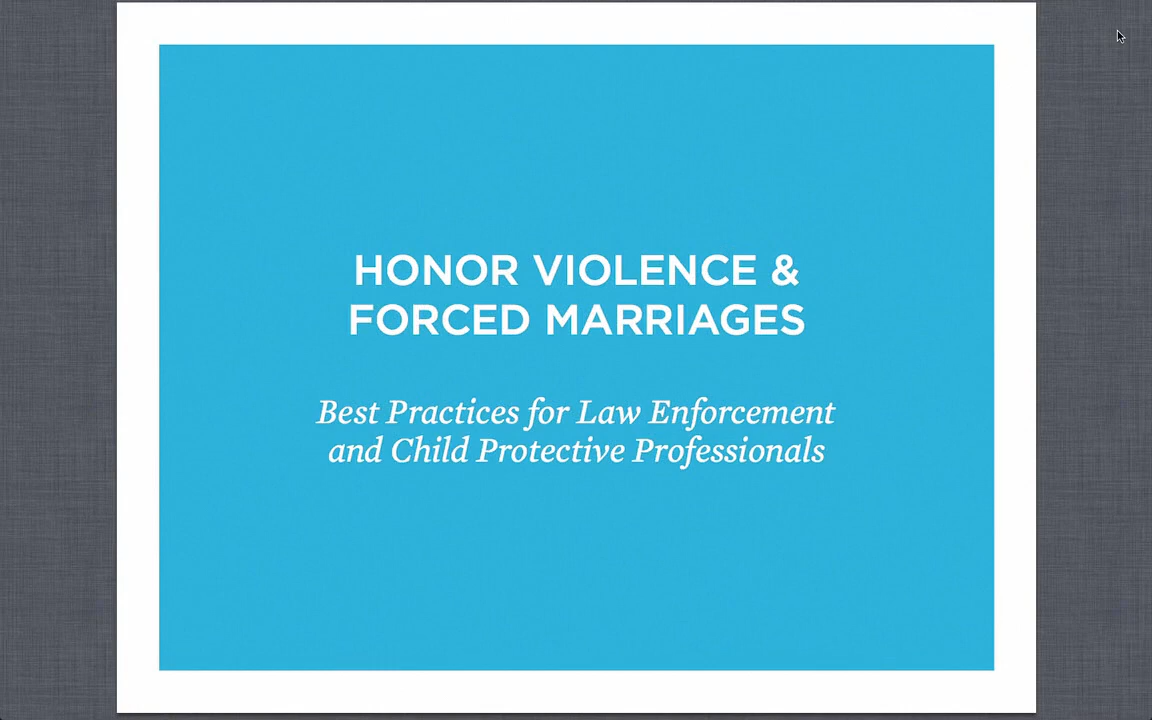 HONOR VIOLENCE &
FORCED MARRIAGES
Best Practices for Law Enforcement
and Child Protective Professionals